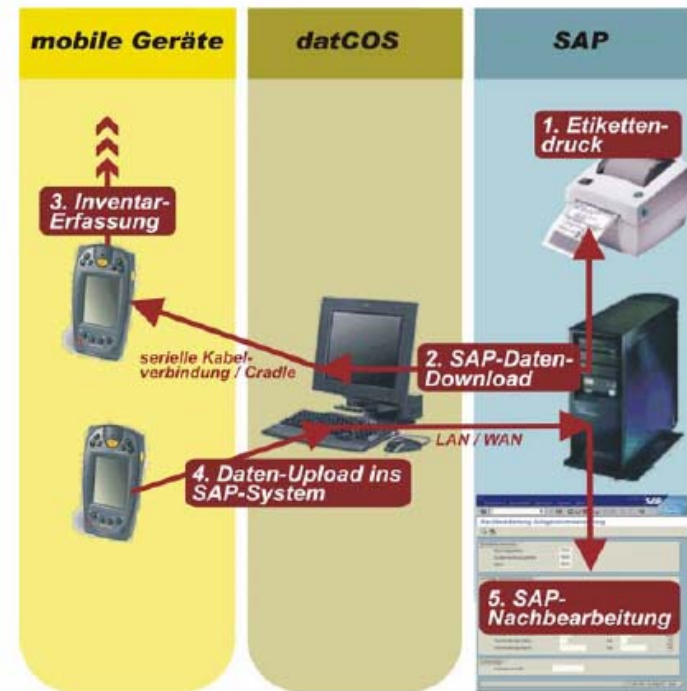 mobile Geräte
datCOS
SAP
1. Etiketten-
druck
3. Inventar-
Erfassung
serielle Kabel-
verbindung / Cradle
2. SAP-Daten-
Download
LAN / WAN
4. Daten-Upload ins
SAP-System
5. SAP-
Nachbearbeitung